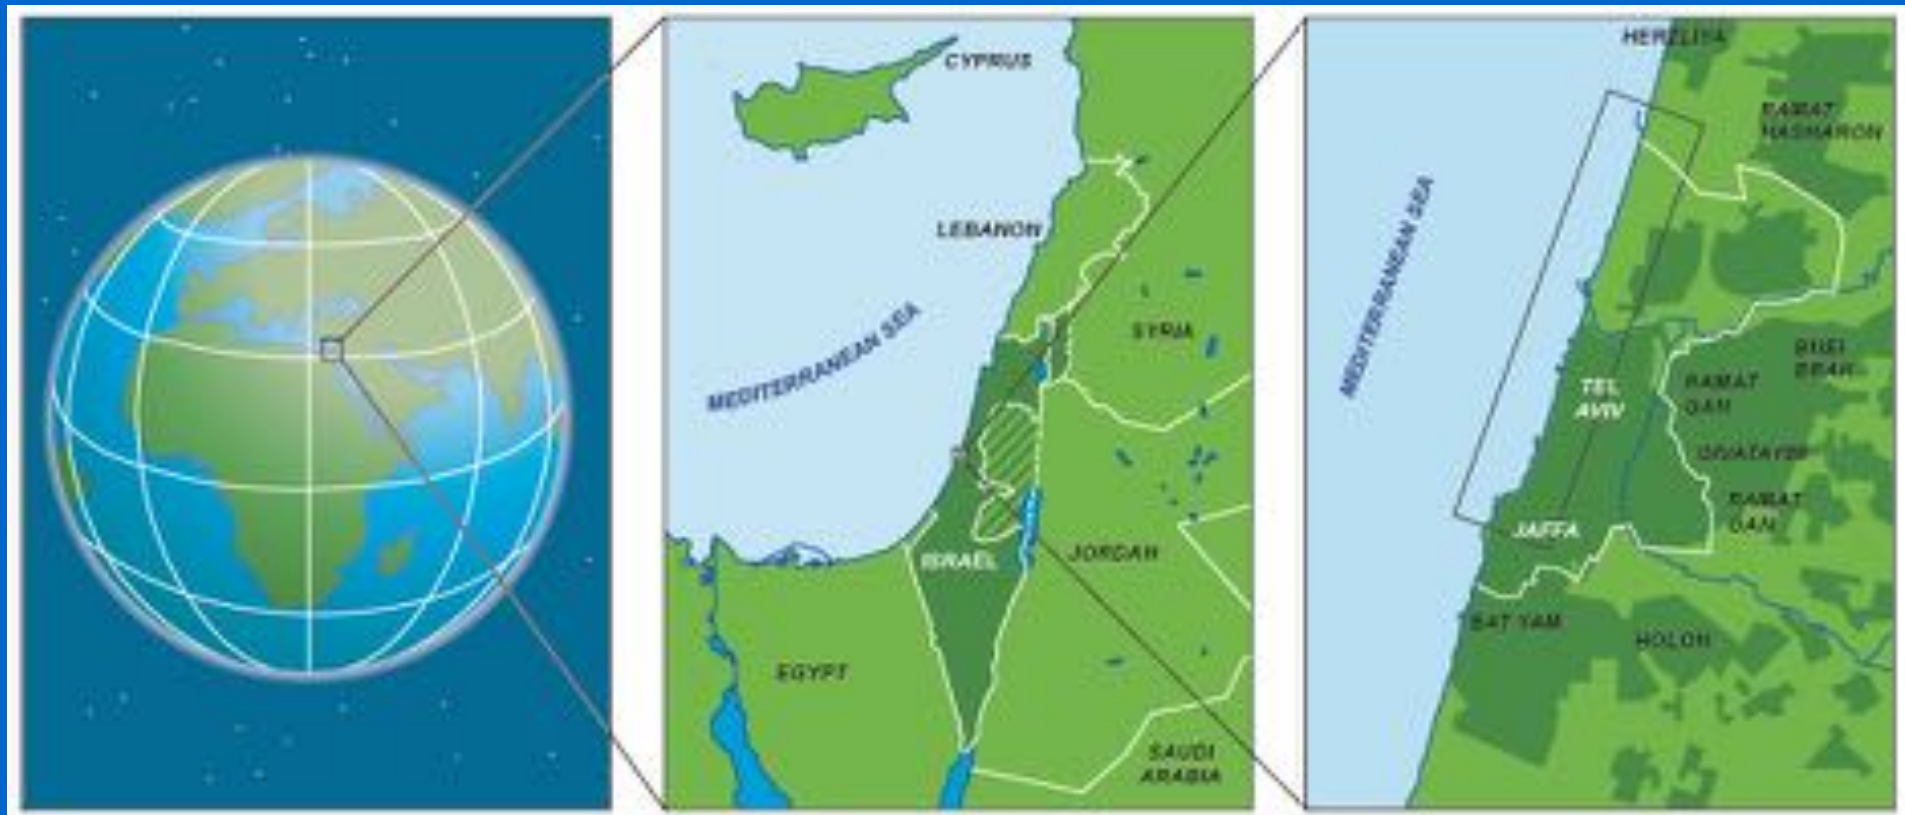 CYPRUS
LEBANON
MEDITERRANEAN SEA
SYRIA
ISRAEL
JORDAN
EGYPT
SAUDI
ARABIA
HERZLIYA
RAMAT
HASHARON
MEDITERRANEAN SEA
TEL
AVIV
BNEI
BRAK
RAMAT
GAN
GIVATAYIM
RAMAT
GAN
JAFFA
BAT YAM
HOLON